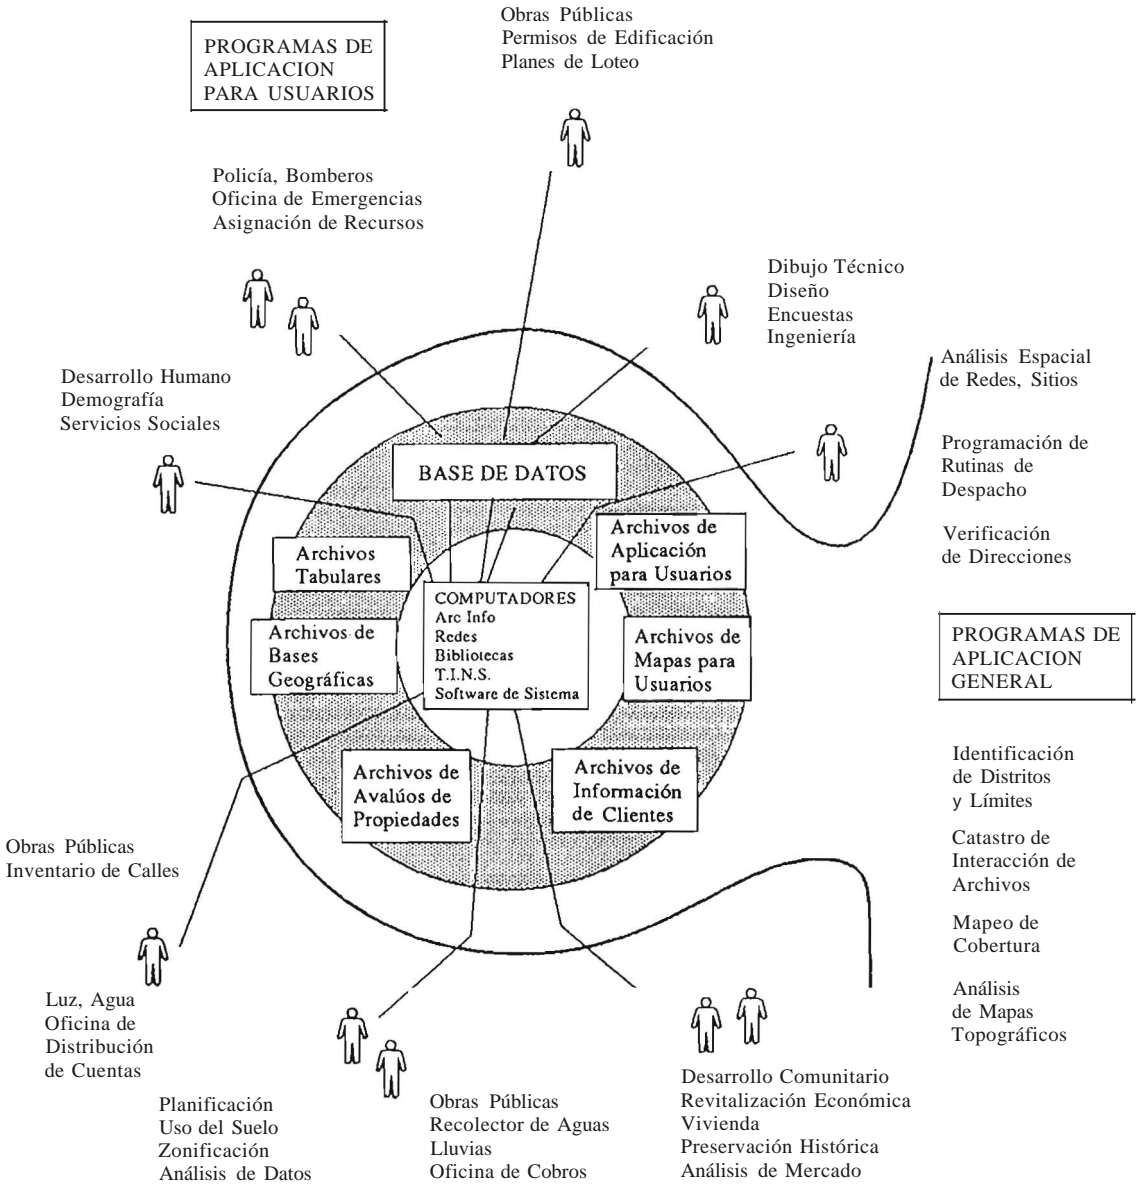 Obras Públicas
Permisos de Edificación
Planes de Loteo
PROGRAMAS DE
APLICACION
PARA USUARIOS
Policía, Bomberos
Oficina de Emergencias
Asignación de Recursos
Dibujo Técnico
Diseño
Encuestas
Ingeniería
Desarrollo Humano
Demografía
Servicios Sociales
Análisis Espacial
de Redes, Sitios
Programación de
Rutinas de
Despacho
Verificación
de Direcciones
BASE DE DATOS
Archivos
Tabulares
Archivos de
Aplicación
para Usuarios
COMPUTADORES
Arc Info
Redes
Bibliotecas
T.I.N.S.
Software de Sistema
Archivos de
Bases
Geográficas
Archivos de
Mapas para
Usuarios
PROGRAMAS DE
APLICACION
GENERAL
Archivos de
Avalúos de
Propiedades
Archivos de
Información
de Clientes
Identificación
de Distritos
y Límites
Catastro de
Interacción de
Archivos
Mapeo de
Cobertura
Análisis
de Mapas
Topográficos
Obras Públicas
Inventario de Calles
Luz, Agua
Oficina de
Distribución
de Cuentas
Planificación
Uso del Suelo
Zonificación
Análisis de Datos
Obras Públicas
Recolector de Aguas
Lluvias
Oficina de Cobros
Desarrollo Comunitario
Revitalización Económica
Vivienda
Preservación Histórica
Análisis de Mercado